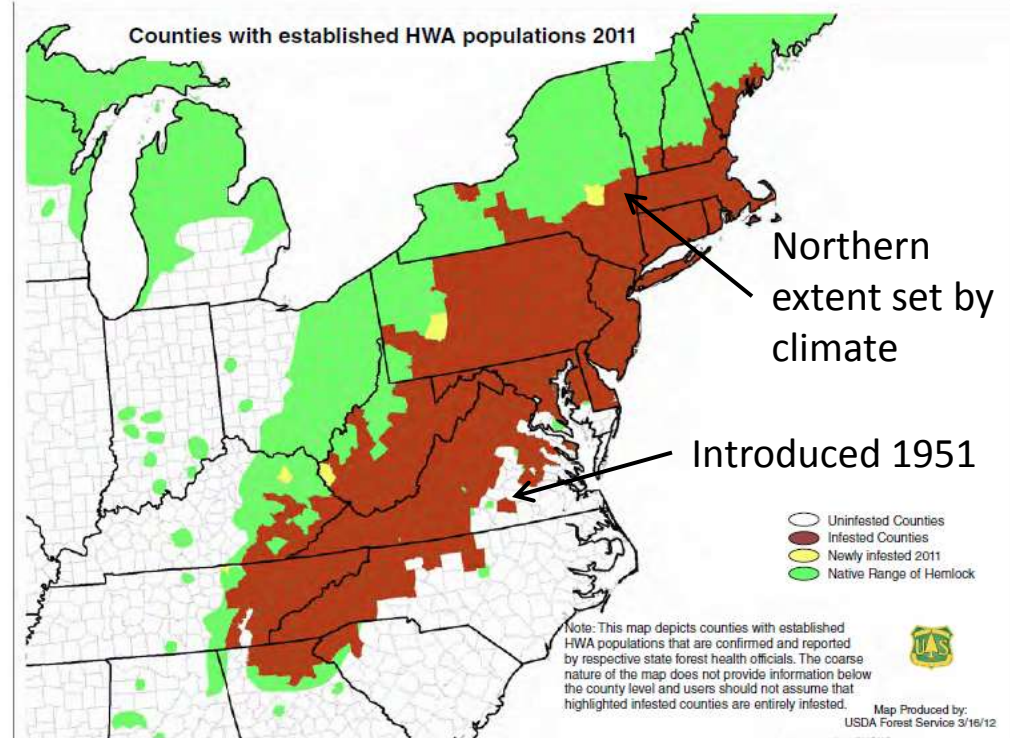 Counties with established HWA populations 2011
Northern
extent set by
climate
Introduced 1951
Uninfested Counties
Infested Counties
Newly infested 2011
Native Range of Hemlock
Note: This map depicts counties with established
HWA populations that are confirmed and reported
by respective state forest health officials. The coarse
nature of the map does not provide information below
the county level and users should not assume that
highlighted infested counties are entirely infested.
UAS
Map Produced by:
USDA Forest Service 3/16/12